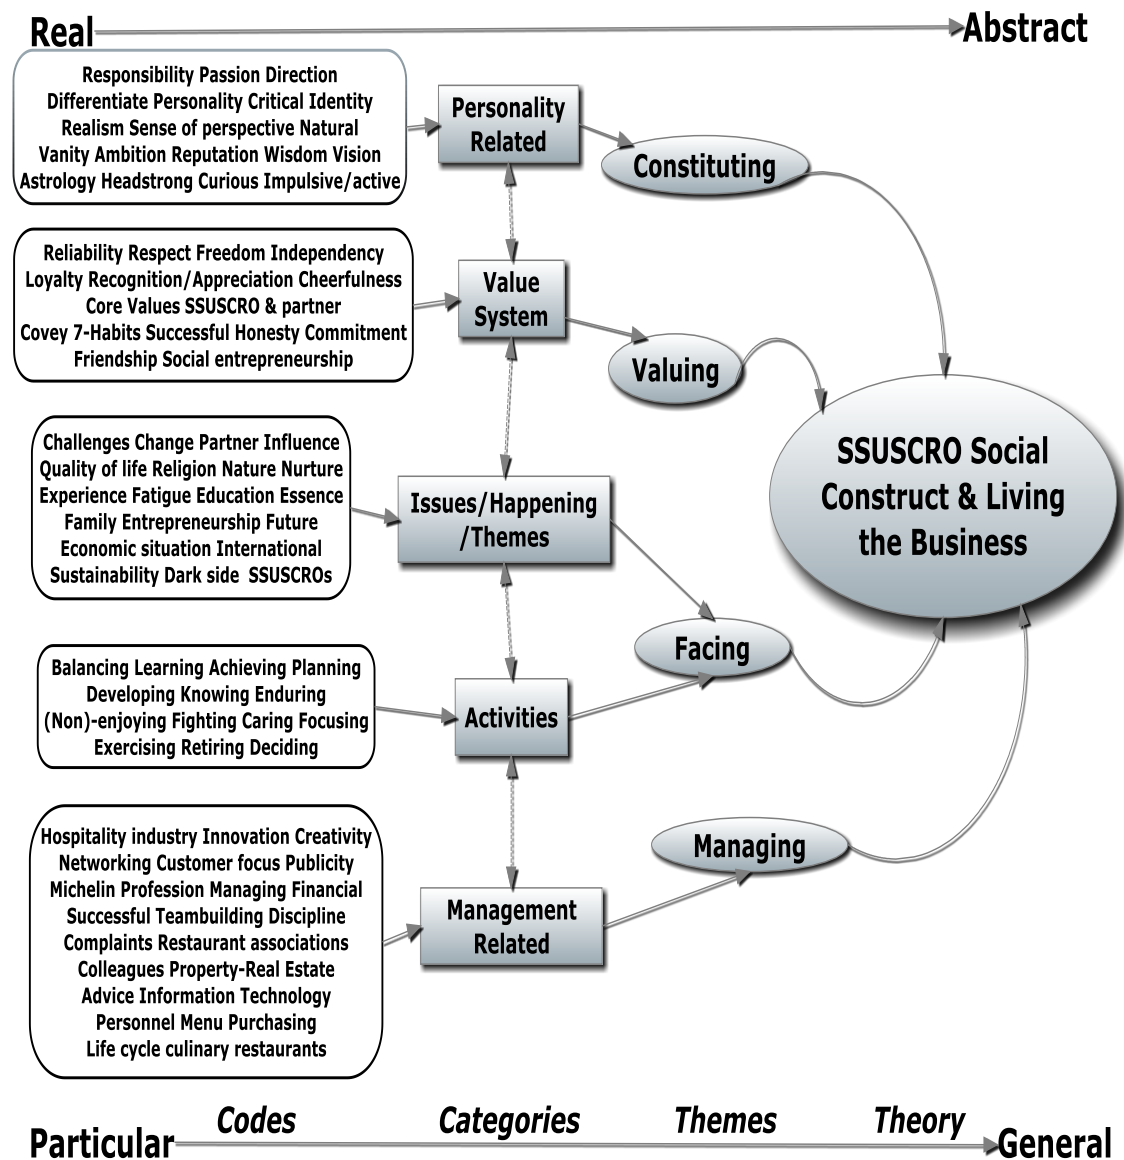 Real
Abstract
Responsibility Passion Direction
Differentiate Personality Critical Identity
Realism Sense of perspective Natural
Vanity Ambition Reputation Wisdom Vision
Astrology Headstrong Curious Impulsive/active
Personality
Related
Constituting
Reliability Respect Freedom Independency
Loyalty Recognition/Appreciation Cheerfulness
Core Values SSUSCRO & partner
Covey 7-Habits Successful Honesty Commitment
Friendship Social entrepreneurship
Value
System
Valuing
Challenges Change Partner Influence
Quality of life Religion Nature Nurture
Experience Fatigue Education Essence
Family Entrepreneurship Future
Economic situation International
Sustainability Dark side SSUSCROs
Issues/Happening
/Themes
SSUSCRO Social
Construct & Living
the Business
Facing
Balancing Learning Achieving Planning
Developing Knowing Enduring
(Non)-enjoying Fighting Caring Focusing
Exercising Retiring Deciding
Activities
Hospitality industry Innovation Creativity
Networking Customer focus Publicity
Michelin Profession Managing Financial
Successful Teambuilding Discipline
Complaints Restaurant associations
Colleagues Property-Real Estate
Advice Information Technology
Personnel Menu Purchasing
Life cycle culinary restaurants
Management
Related
Managing
Codes
Categories
Themes
Theory
Particular
General